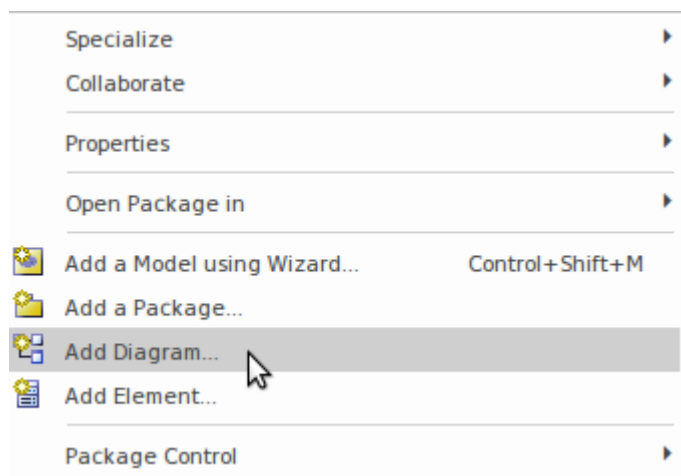 Specialize
Collaborate
Properties
Open Package in
Add a Model using Wizard... Control+Shift+M
Add a Package...
Add Diagram...
Add Element...
Package Control